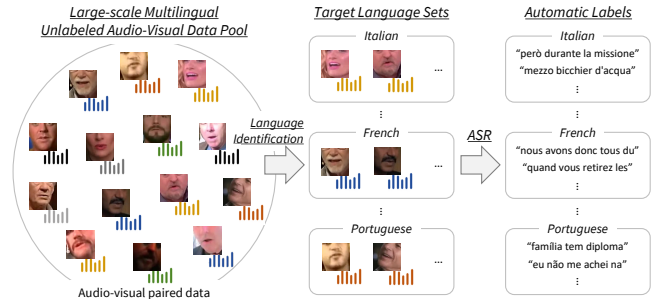 Large-scale Multilingual
Unlabeled Audio-Visual Data Pool
Audio-visual paired data
Language
Identification
Target Language Sets
Italian
...
⋮
French
...
⋮
Portuguese
...
ASR
Automatic Labels
Italian
“però durante la missione”
“mezzo bicchier d'acqua”
⋮
French
“nous avons donc tous du”
“quand vous retirez les”
⋮
⋮
Portuguese
“família tem diploma”
“eu não me achei na”
⋮